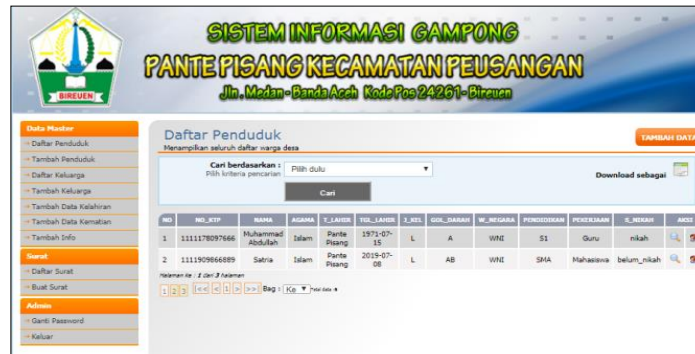 SISTEM INFORMASI GAMPONG
PANTE PISANG KECAMATAN PEUSANGAN
Jln. Medan - Banda Aceh Kode Pos 24261 - Bireuen
BIREUEN
Data Master
Daftar Penduduk
Tambah Penduduk
Daftar Keluarga
Tambah Keluarga
Tambah Data Kelahiran
Tambah Data Kematian
Tambah Info
Surat
Daftar Surat
Buat Surat
Admin
Ganti Password
Keluar
Daftar Penduduk
Menampilkan seluruh daftar warga desa
TAMBAH DATA
Cari berdasarkan :
Pilih kriteria pencarian
Pilih dulu
Cari
Download sebagai
NO NO_KTP NAMA AGAMA T_LAHIR TGL_LAHIR J_KEL GOL_DARAH W_NEGARA PENDIDIKAN PEKERJAAN S_NIKAH AKSI
1 1111178097666 Muhammad Abdullah Islam Pante Pisang 1971-07-15 L A WNI S1 Guru nikah
2 1111909866889 Satria Islam Pante Pisang 2019-07-08 L AB WNI SMA Mahasiswa belum_nikah
Halaman Ke : 1 Dari 3 halaman
1 2 3 << < 1 > >> Bag : Ke Total data :